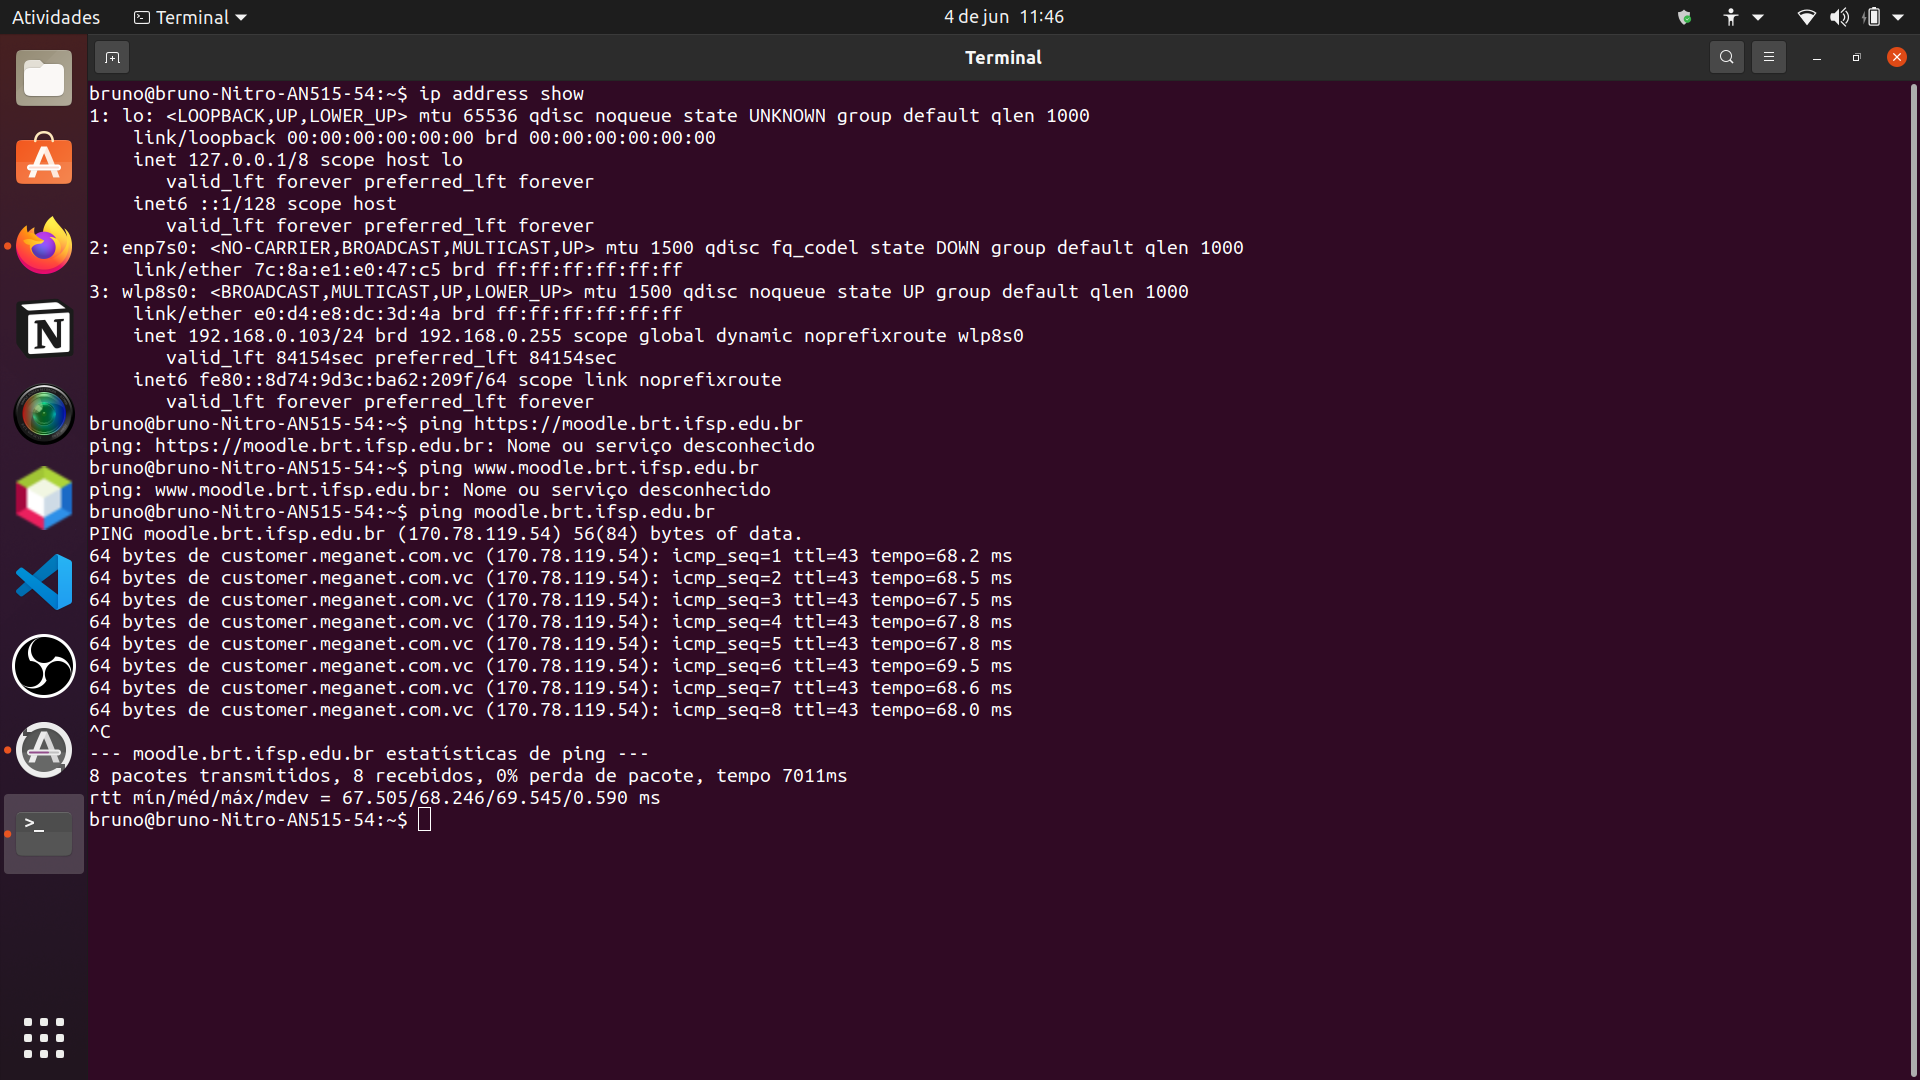 Atividades
Terminal
4 de jun 11:46
Terminal
bruno@bruno-Nitro-AN515-54:~$ ip address show
1: lo: <LOOPBACK,UP,LOWER_UP> mtu 65536 qdisc noqueue state UNKNOWN group default qlen 1000
    link/loopback 00:00:00:00:00:00 brd 00:00:00:00:00:00
    inet 127.0.0.1/8 scope host lo
       valid_lft forever preferred_lft forever
    inet6 ::1/128 scope host
       valid_lft forever preferred_lft forever
2: enp7s0: <NO-CARRIER,BROADCAST,MULTICAST,UP> mtu 1500 qdisc fq_codel state DOWN group default qlen 1000
    link/ether 7c:8a:e1:e0:47:c5 brd ff:ff:ff:ff:ff:ff
3: wlp8s0: <BROADCAST,MULTICAST,UP,LOWER_UP> mtu 1500 qdisc noqueue state UP group default qlen 1000
    link/ether e0:d4:e8:dc:3d:4a brd ff:ff:ff:ff:ff:ff
    inet 192.168.0.103/24 brd 192.168.0.255 scope global dynamic noprefixroute wlp8s0
       valid_lft 84154sec preferred_lft 84154sec
    inet6 fe80::8d74:9d3c:ba62:209f/64 scope link noprefixroute
       valid_lft forever preferred_lft forever
bruno@bruno-Nitro-AN515-54:~$ ping https://moodle.brt.ifsp.edu.br
ping: https://moodle.brt.ifsp.edu.br: Nome ou serviço desconhecido
bruno@bruno-Nitro-AN515-54:~$ ping www.moodle.brt.ifsp.edu.br
ping: www.moodle.brt.ifsp.edu.br: Nome ou serviço desconhecido
bruno@bruno-Nitro-AN515-54:~$ ping moodle.brt.ifsp.edu.br
PING moodle.brt.ifsp.edu.br (170.78.119.54) 56(84) bytes of data.
64 bytes de customer.meganet.com.vc (170.78.119.54): icmp_seq=1 ttl=43 tempo=68.2 ms
64 bytes de customer.meganet.com.vc (170.78.119.54): icmp_seq=2 ttl=43 tempo=68.5 ms
64 bytes de customer.meganet.com.vc (170.78.119.54): icmp_seq=3 ttl=43 tempo=67.5 ms
64 bytes de customer.meganet.com.vc (170.78.119.54): icmp_seq=4 ttl=43 tempo=67.8 ms
64 bytes de customer.meganet.com.vc (170.78.119.54): icmp_seq=5 ttl=43 tempo=67.8 ms
64 bytes de customer.meganet.com.vc (170.78.119.54): icmp_seq=6 ttl=43 tempo=69.5 ms
64 bytes de customer.meganet.com.vc (170.78.119.54): icmp_seq=7 ttl=43 tempo=68.6 ms
64 bytes de customer.meganet.com.vc (170.78.119.54): icmp_seq=8 ttl=43 tempo=68.0 ms
^C
--- moodle.brt.ifsp.edu.br estatísticas de ping ---
8 pacotes transmitidos, 8 recebidos, 0% perda de pacote, tempo 7011ms
rtt mín/méd/máx/mdev = 67.505/68.246/69.545/0.590 ms
bruno@bruno-Nitro-AN515-54:~$